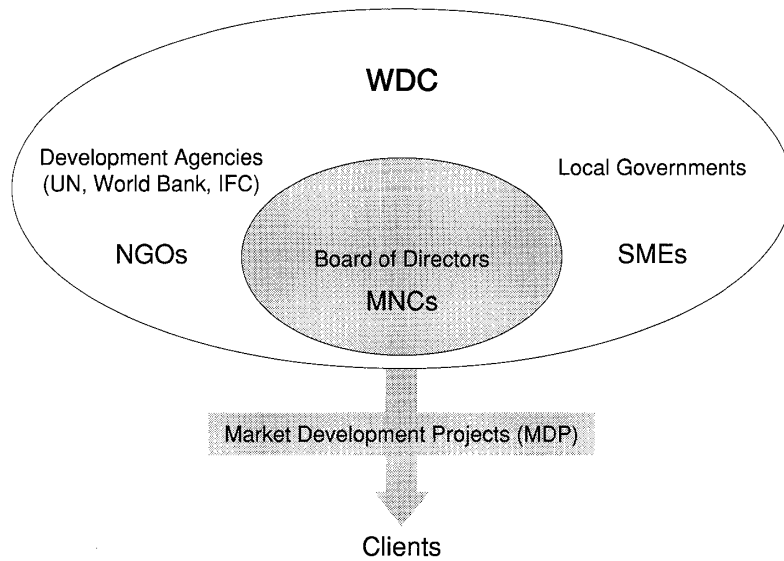 WDC
Development Agencies
(UN, World Bank, IFC)
Local Governments
NGOs
SMEs
Board of Directors
MNCs
Market Development Projects (MDP)
Clients